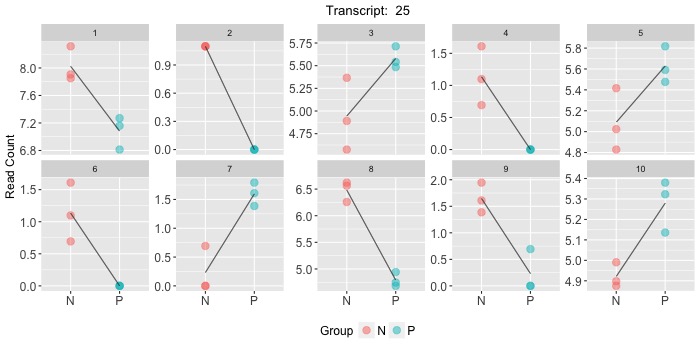 Transcript: 25
1 2 3 4 5
8.0 7.6 7.2 6.8
0.9 0.6 0.3 0.0
5.75 5.50 5.25 5.00 4.75
1.5 1.0 0.5 0.0
5.8 5.6 5.4 5.2 5.0 4.8
Read Count
6 7 8 9 10
1.5 1.0 0.5 0.0
1.5 1.0 0.5 0.0
6.5 6.0 5.5 5.0
2.0 1.5 1.0 0.5 0.0
5.4 5.3 5.2 5.1 5.0 4.9
N P N P N P N P N P
Group N P